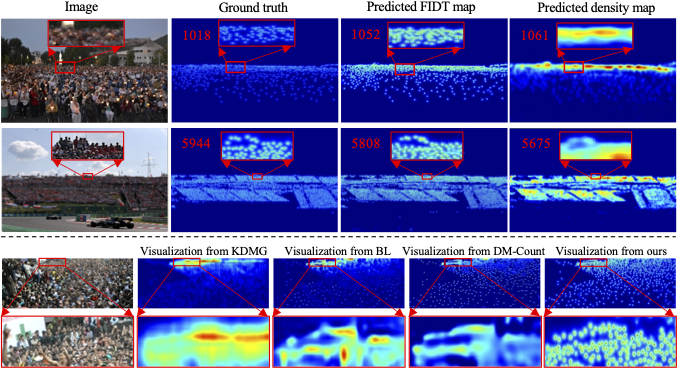 Image Ground truth Predicted FIDT map Predicted density map
1018 1052 1061
5944 5808 5675
Visualization from KDMG Visualization from BL Visualization from DM-Count Visualization from ours